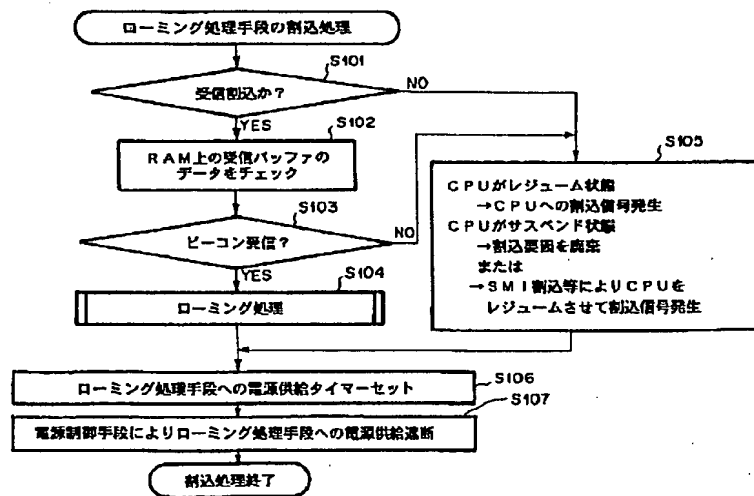 ローミング処理手段の割込処理
S101
受信割込か?
NO
YES
S102
RAM上の受信バッファの
データをチェック
S103
ビーコン発信?
NO
YES
S104
ローミング処理
S105
CPUがレジューム状態
→CPUへの割込信号発生
CPUがサスペンド状態
→割込要因を廃棄
または
→SMI割込等によりCPUを
レジュームさせて割込信号発生
S106
ローミング処理手段への電源供給タイマーセット
S107
電源制御手段によりローミング処理手段への電源供給遮断
割込処理終了